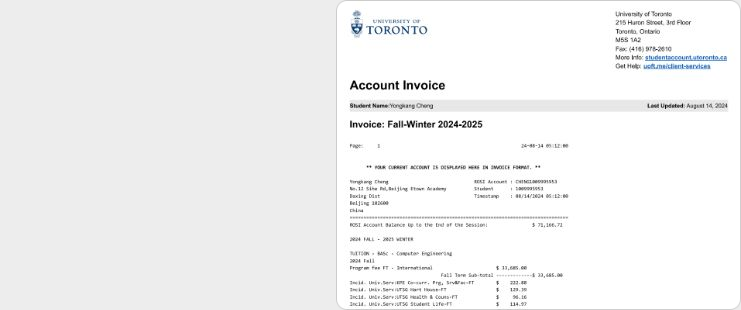 UNIVERSITY OF
TORONTO
University of Toronto
215 Huron Street, 3rd Floor
Toronto, Ontario
M5S 1A2
Fax: (416) 978-2610
More Info: studentaccount.utoronto.ca
Get Help: uoft.me/client-services
Account Invoice
Student Name:Yongkang Cheng Last Updated: August 14, 2024
Invoice: Fall-Winter 2024-2025
Page: 1 24-08-14 05:12:00
** YOUR CURRENT ACCOUNT IS DISPLAYED HERE IN INVOICE FORMAT. **
Yongkang Cheng ROSI Account :
No.12 Sihe Rd,Beijing Etown Academy Student : 1009995953
Daxing Dist Timestamp : 08/14/2024 05:12:00
Beijing 102600
China
ROSI Account Balance Up to the End of the Session: $ 71,166.72
2024 FALL - 2025 WINTER
TUITION - BASc - Computer Engineering
2024 Fall
Program fee FT - International $ 33,685.00
Fall Term Sub-total ------------$ 33,685.00
Incid. Univ.Serv:KPE Co-curr. Prg, Srv&Fac-FT $ 222.80
Incid. Univ.Serv:UTSG Hart House-FT $ 129.39
Incid. Univ.Serv:UTSG Health & Couns-FT $ 96.16
Incid. Univ.Serv:UTSG Student Life-FT $ 114.97